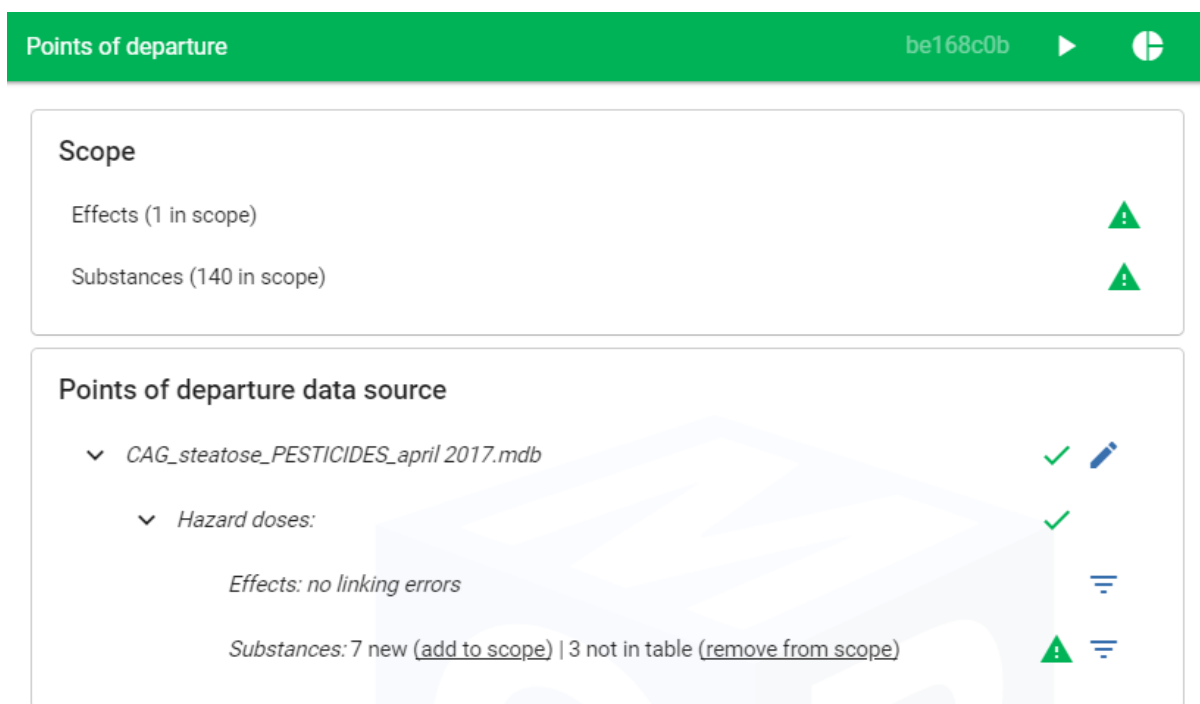 Points of departure be168c0b
Scope
Effects (1 in scope)
Substances (140 in scope)
Points of departure data source
CAG_steatose_PESTICIDES_april 2017.mdb
Hazard doses:
Effects: no linking errors
Substances: 7 new (add to scope) | 3 not in table (remove from scope)